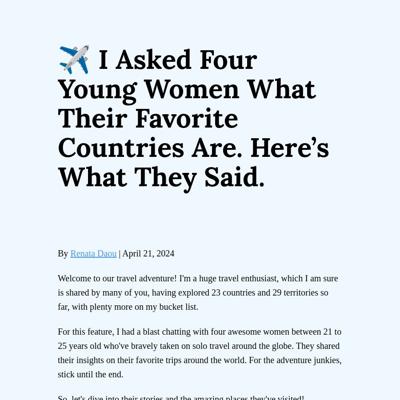 ✈️ I Asked Four
Young Women What
Their Favorite
Countries Are. Here’s
What They Said.
By Renata Daou | April 21, 2024
Welcome to our travel adventure! I'm a huge travel enthusiast, which I am sure
is shared by many of you, having explored 23 countries and 29 territories so
far, with plenty more on my bucket list.
For this feature, I had a blast chatting with four awesome women between 21 to
25 years old who've bravely taken on solo travel around the globe. They shared
their insights on their favorite trips around the world. For the adventure junkies,
stick until the end.
So, let's dive into their stories and the amazing places they've visited!